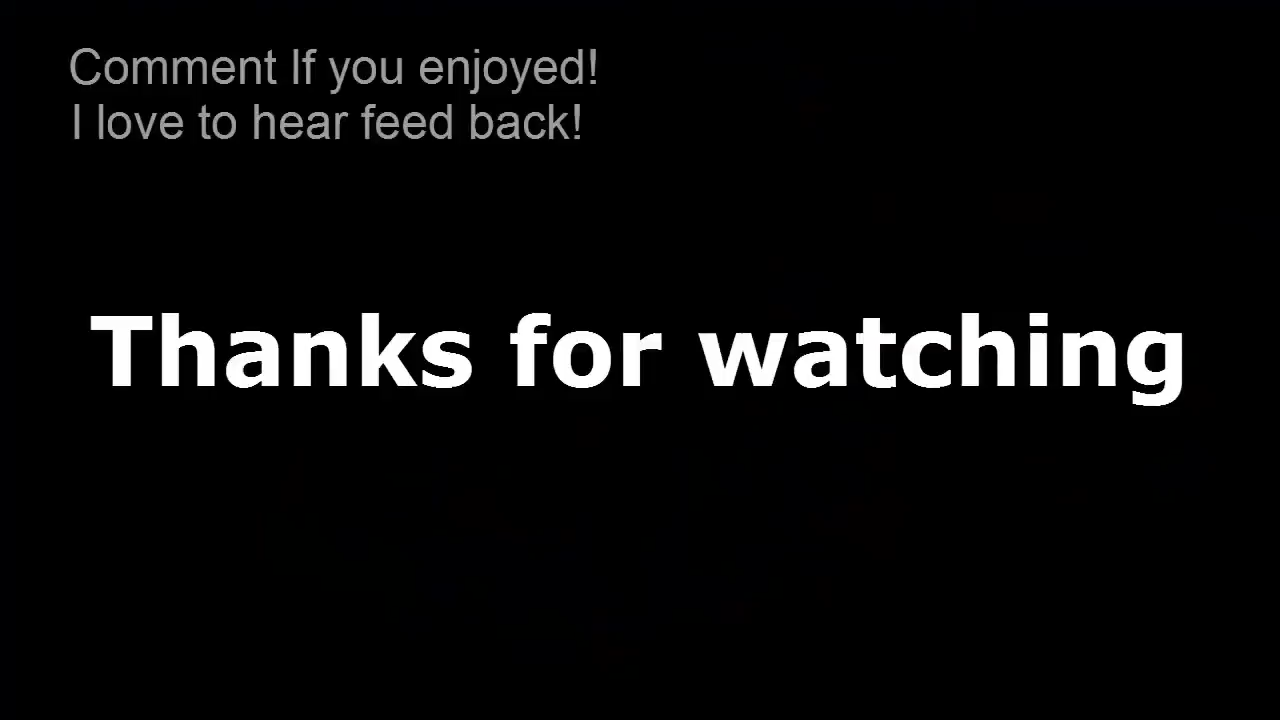 Comment If you enjoyed!
I love to hear feed back!
Thanks for watching